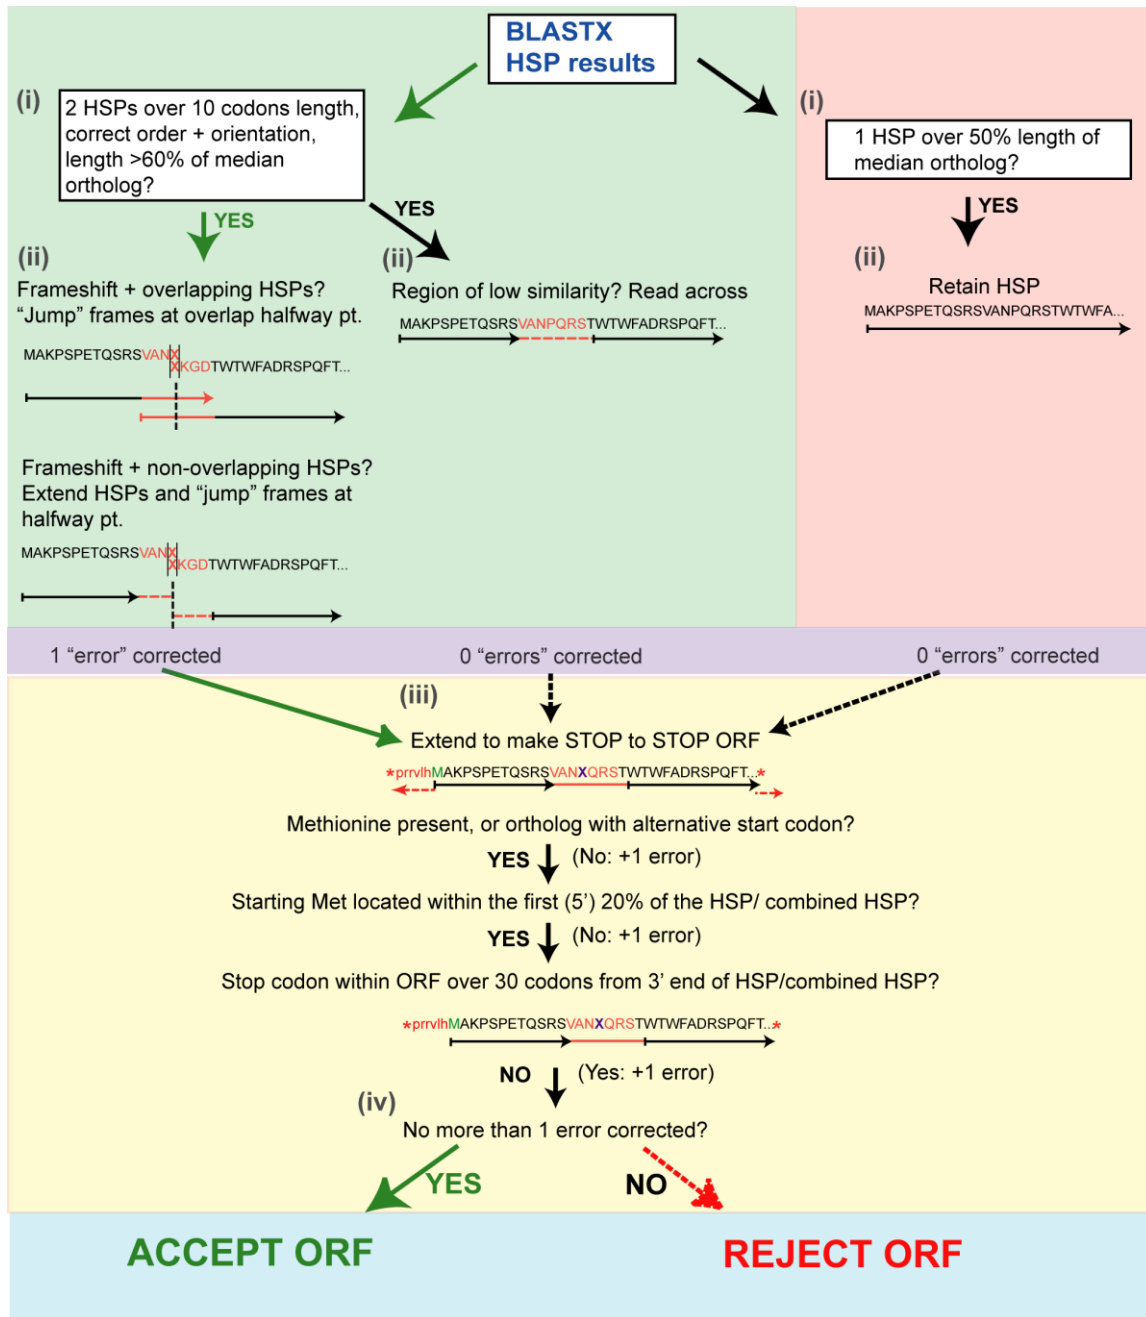 BLASTX
HSP results
(i)
2 HSPs over 10 codons length,
correct order + orientation,
length >60% of median
ortholog?
(i)
1 HSP over 50% length of
median ortholog?
YES
YES
YES
(ii)
Frameshift + overlapping HSPs?
“Jump” frames at overlap halfway pt.
MAKPSPETQSRSVANX
XKGDTWTWFADRSPQFT...
Frameshift + non-overlapping HSPs?
Extend HSPs and “jump” frames at
halfway pt.
MAKPSPETQSRSVANX
XKGDTWTWFADRSPQFT...
(ii)
Region of low similarity? Read across
MAKPSPETQSRSVANPQRSTWTWFADRSPQFT...
(ii)
Retain HSP
MAKPSPETQSRSVANPQRSTWTWFA...
1 “error” corrected
0 “errors” corrected
0 “errors” corrected
(iii)
Extend to make STOP to STOP ORF
*prrvlhMAKPSPETQSRSVANXQRSTWTWFADRSPQFT...*
Methionine present, or ortholog with alternative start codon?
YES (No: +1 error)
Starting Met located within the first (5’) 20% of the HSP/ combined HSP?
YES (No: +1 error)
Stop codon within ORF over 30 codons from 3’ end of HSP/combined HSP?
*prrvlhMAKPSPETQSRSVANXQRSTWTWFADRSPQFT...*
NO (Yes: +1 error)
(iv)
No more than 1 error corrected?
YES
NO
ACCEPT ORF
REJECT ORF